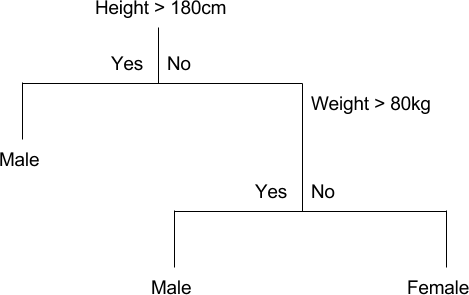 Height > 180cm
Yes No
Weight > 80kg
Male
Yes No
Male Female